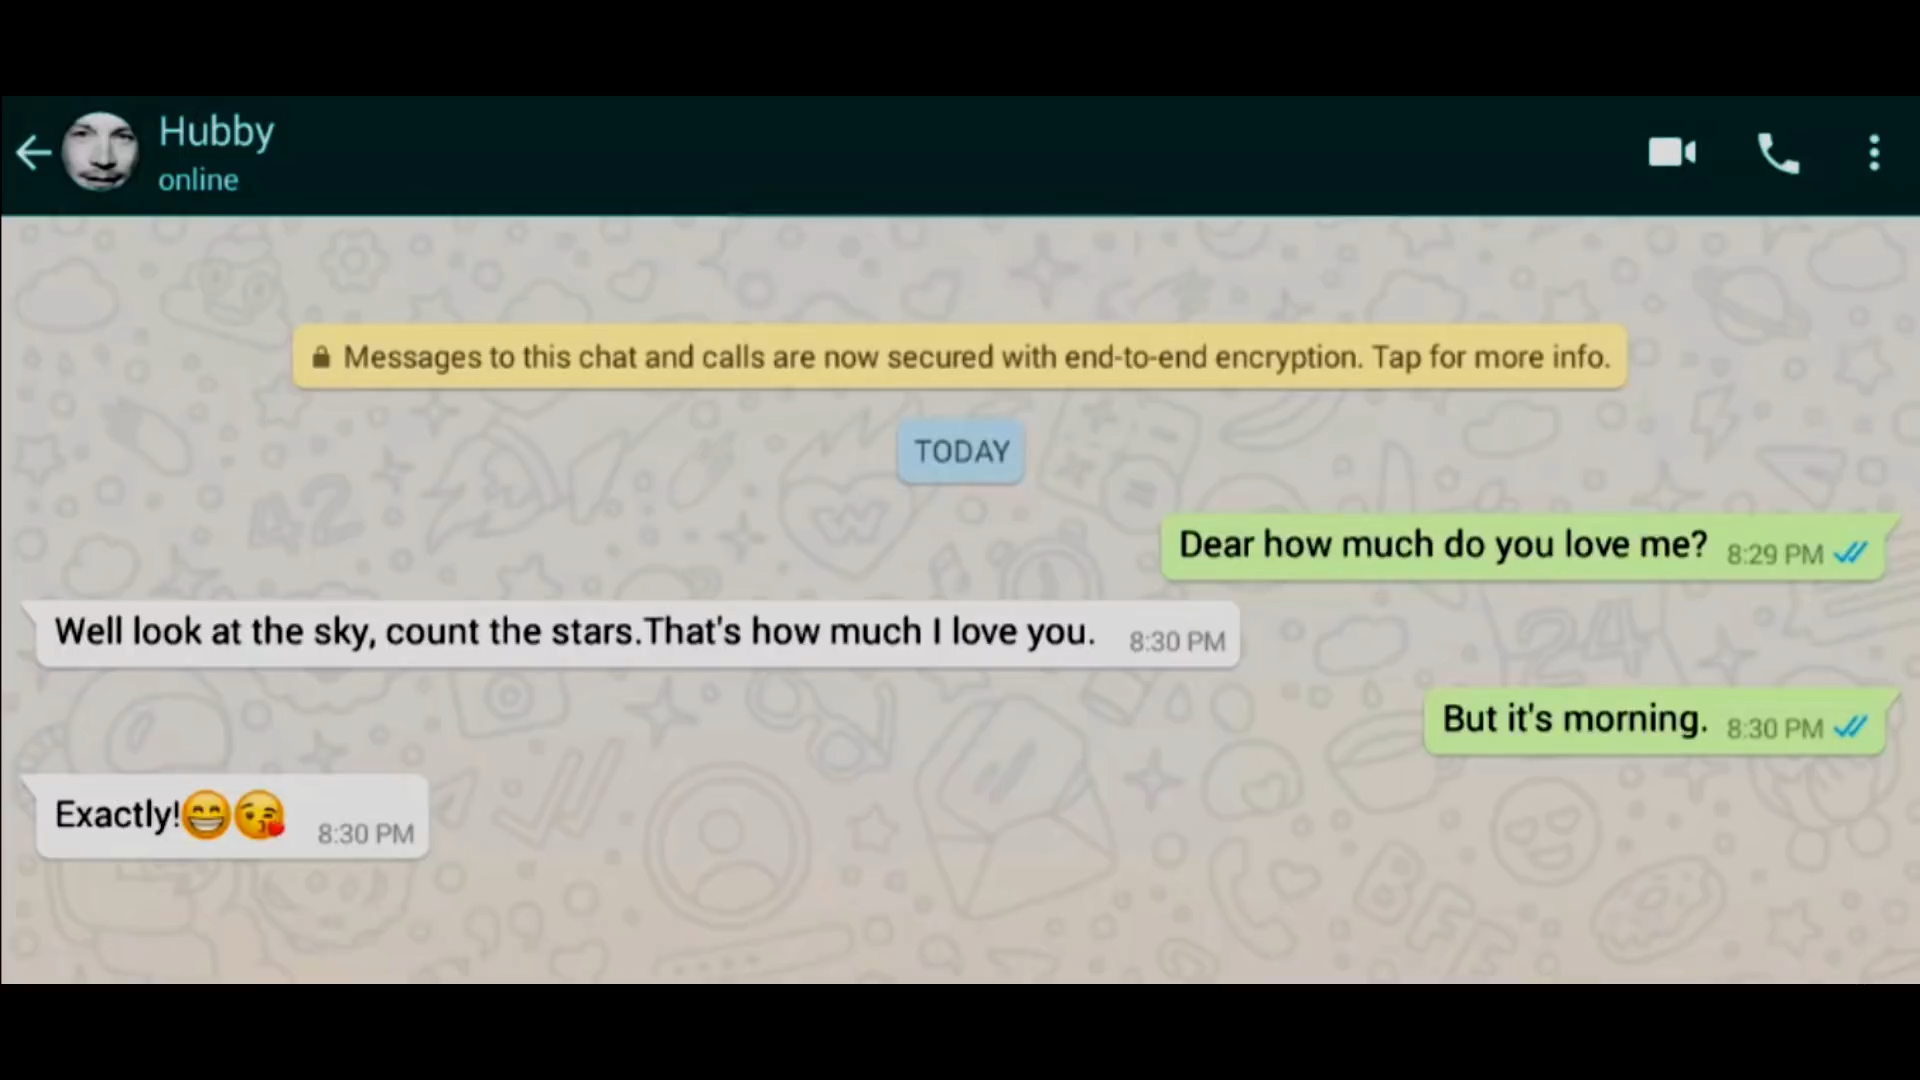 Hubby
online
Messages to this chat and calls are now secured with end-to-end encryption. Tap for more info.
TODAY
Dear how much do you love me? 8:29 PM
Well look at the sky, count the stars.That's how much I love you. 8:30 PM
But it's morning. 8:30 PM
Exactly!😁😘 8:30 PM